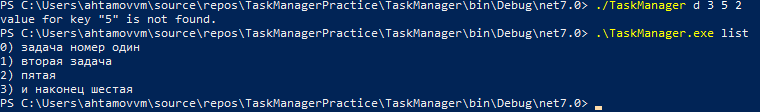 PS C:\Users\ahtamovvm\source\repos\TaskManagerPractice\TaskManager\bin\Debug\net7.0> ./TaskManager d 3 5 2
value for key "5" is not found.
PS C:\Users\ahtamovvm\source\repos\TaskManagerPractice\TaskManager\bin\Debug\net7.0> .\TaskManager.exe list
0) задача номер один
1) вторая задача
2) пятая
3) и наконец шестая
PS C:\Users\ahtamovvm\source\repos\TaskManagerPractice\TaskManager\bin\Debug\net7.0>